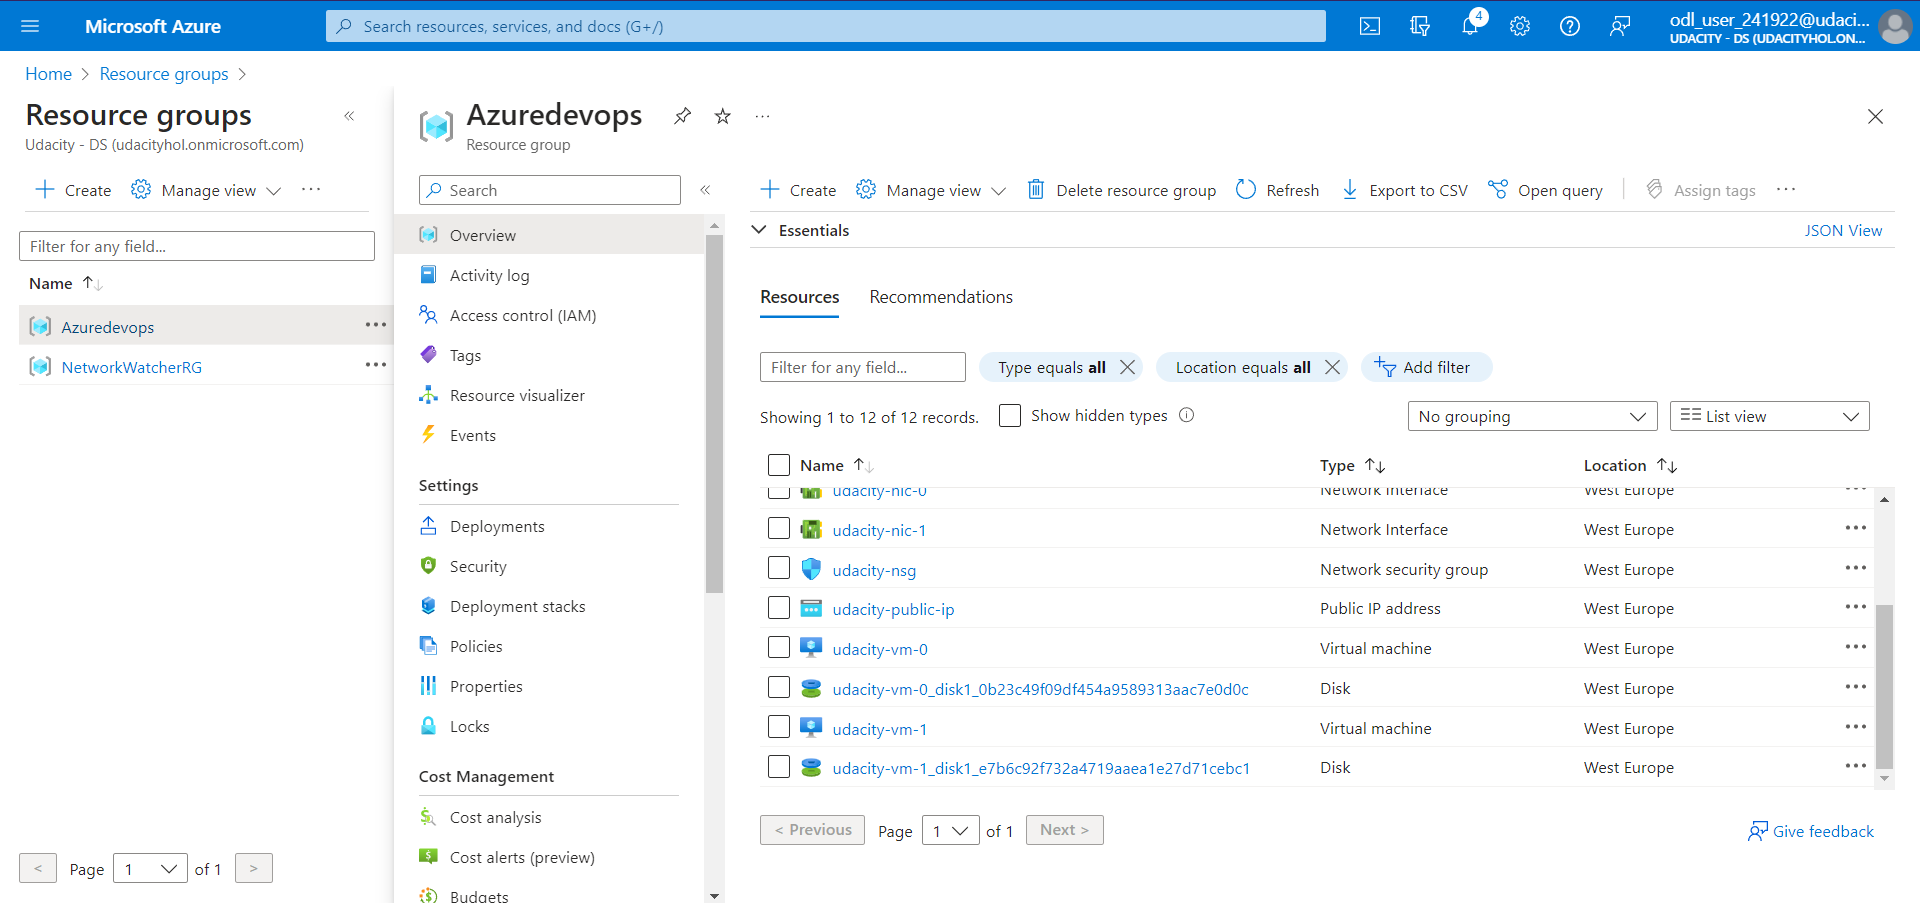 Microsoft Azure
Search resources, services, and docs (G+/)
4
odl_user_241922@udaci...
UDACITY - DS (UDACITYHOL.ON...
Home > Resource groups >
Resource groups
Udacity - DS (udacityhol.onmicrosoft.com)
Create
Manage view
Filter for any field...
Name
Azuredevops
NetworkWatcherRG
< Page 1 of 1 >
Azuredevops
Resource group
Search
Overview
Activity log
Access control (IAM)
Tags
Resource visualizer
Events
Settings
Deployments
Security
Deployment stacks
Policies
Properties
Locks
Cost Management
Cost analysis
Cost alerts (preview)
Budgets
Create Manage view Delete resource group Refresh Export to CSV Open query Assign tags
Essentials JSON View
Resources Recommendations
Filter for any field... Type equals all Location equals all Add filter
Showing 1 to 12 of 12 records. Show hidden types No grouping List view
Name Type Location
udacity-nic-0 Network Interface West Europe
udacity-nic-1 Network Interface West Europe
udacity-nsg Network security group West Europe
udacity-public-ip Public IP address West Europe
udacity-vm-0 Virtual machine West Europe
udacity-vm-0_disk1_0b23c49f09df454a9589313aac7e0d0c Disk West Europe
udacity-vm-1 Virtual machine West Europe
udacity-vm-1_disk1_e7b6c92f732a4719aaea1e27d71cebc1 Disk West Europe
< Previous Page 1 of 1 Next >
Give feedback